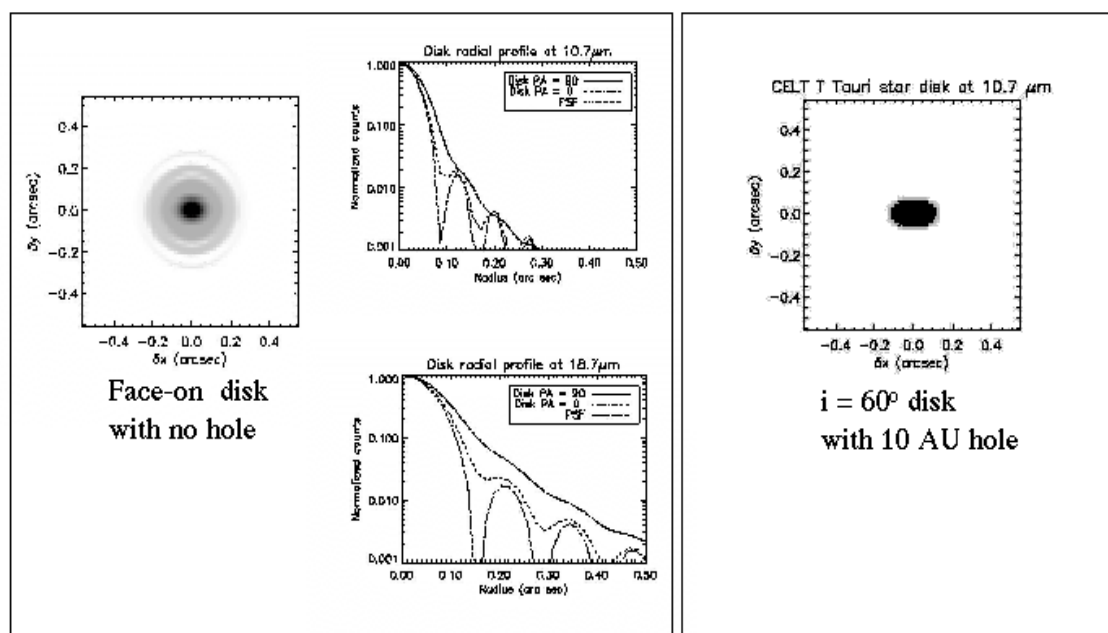 Disk radial profile at 10.7μm
Disk PA = 90
Disk PA = 0
PSF
1.000
0.100
0.010
0.001
Normalized counts
0.00 0.10 0.20 0.30 0.40 0.50
Radius (arc sec)
0.4
0.2
0.0
-0.2
-0.4
δy (arcsec)
-0.4 -0.2 0.0 0.2 0.4
δx (arcsec)
Face-on disk
with no hole
Disk radial profile at 18.7μm
Disk PA = 90
Disk PA = 0
PSF
1.000
0.100
0.010
0.001
Normalized counts
0.00 0.10 0.20 0.30 0.40 0.50
Radius (arc sec)
CELT T Tauri star disk at 10.7 μm
0.4
0.2
0.0
-0.2
-0.4
δy (arcsec)
-0.4 -0.2 0.0 0.2 0.4
δx (arcsec)
i = 60° disk
with 10 AU hole